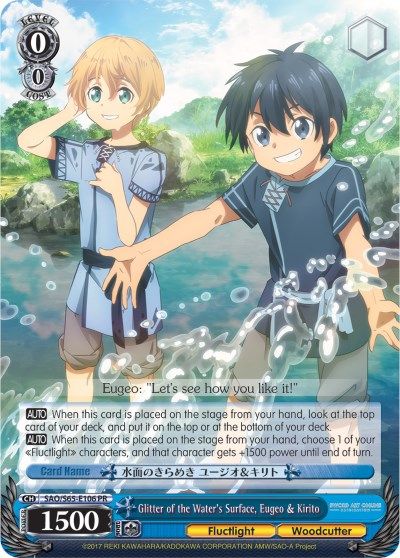 LEVEL
0
0
COST
Eugeo: "Let's see how you like it!"
AUTO When this card is placed on the stage from your hand, look at the top
card of your deck, and put it on the top or at the bottom of your deck.
AUTO When this card is placed on the stage from your hand, choose 1 of your
«Fluctlight» characters, and that character gets +1500 power until end of turn.
Card Name 水面のきらめき ユージオ&キリト
CH SAO/S65-E106 PR
Glitter of the Water's Surface, Eugeo & Kirito
POWER
1500
SOUL
Fluctlight
Woodcutter
©2017 REKI KAWAHARA/KADOKAWA CORPORATION AMW/SAO-A Project